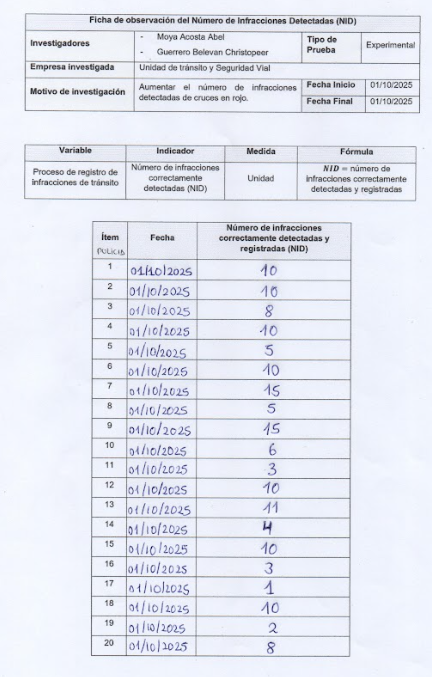 Ficha de observación del Número de Infracciones Detectadas (NID)
Investigadores - Moya Acosta Abel - Guerrero Belevan Christopeer Tipo de Prueba Experimental
Empresa investigada Unidad de tránsito y Seguridad Vial
Motivo de investigación Aumentar el número de infracciones detectadas de cruces en rojo. Fecha Inicio 01/10/2025
Fecha Final 01/10/2025
Variable Indicador Medida Fórmula
Proceso de registro de infracciones de tránsito Número de infracciones correctamente detectadas (NID) Unidad NID = número de infracciones correctamente detectadas y registradas
Ítem POLICIA Fecha Número de infracciones correctamente detectadas y registradas (NID)
1 01/10/2025 10
2 01/10/2025 10
3 01/10/2025 8
4 01/10/2025 10
5 01/10/2025 5
6 01/10/2025 10
7 01/10/2025 15
8 01/10/2025 5
9 01/10/2025 15
10 01/10/2025 6
11 01/10/2025 3
12 01/10/2025 10
13 01/10/2025 11
14 01/10/2025 4
15 01/10/2025 10
16 01/10/2025 3
17 01/10/2025 1
18 01/10/2025 10
19 01/10/2025 2
20 01/10/2025 8